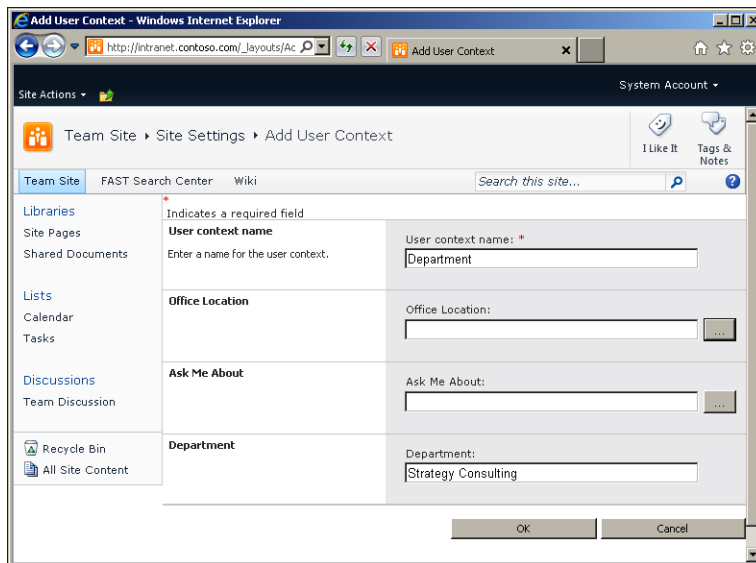 Add User Context - Windows Internet Explorer
http://intranet.contoso.com/_layouts/Ac
Add User Context
Site Actions
System Account
Team Site ▸ Site Settings ▸ Add User Context
I Like It
Tags &
Notes
Team Site
FAST Search Center
Wiki
Search this site...
Libraries
Site Pages
Shared Documents
Lists
Calendar
Tasks
Discussions
Team Discussion
Recycle Bin
All Site Content
*
Indicates a required field
User context name
Enter a name for the user context.
User context name: *
Department
Office Location
Office Location:
...
Ask Me About
Ask Me About:
...
Department
Department:
Strategy Consulting
OK
Cancel